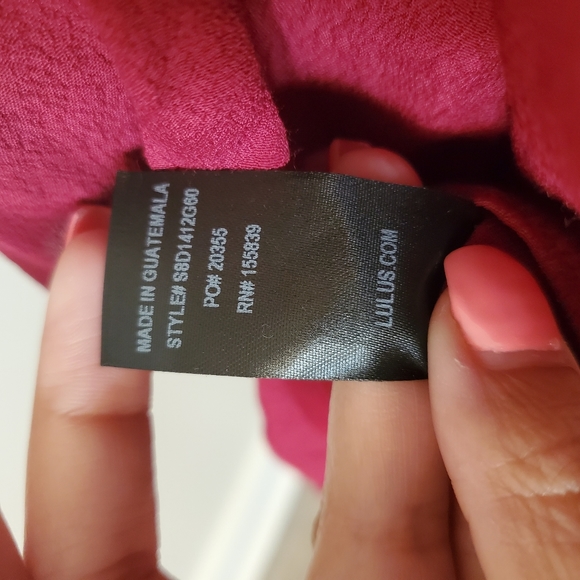 MADE IN GUATEMALA
STYLE# S8D1412G60
PO# 20355
RN# 155839
LULUS.COM